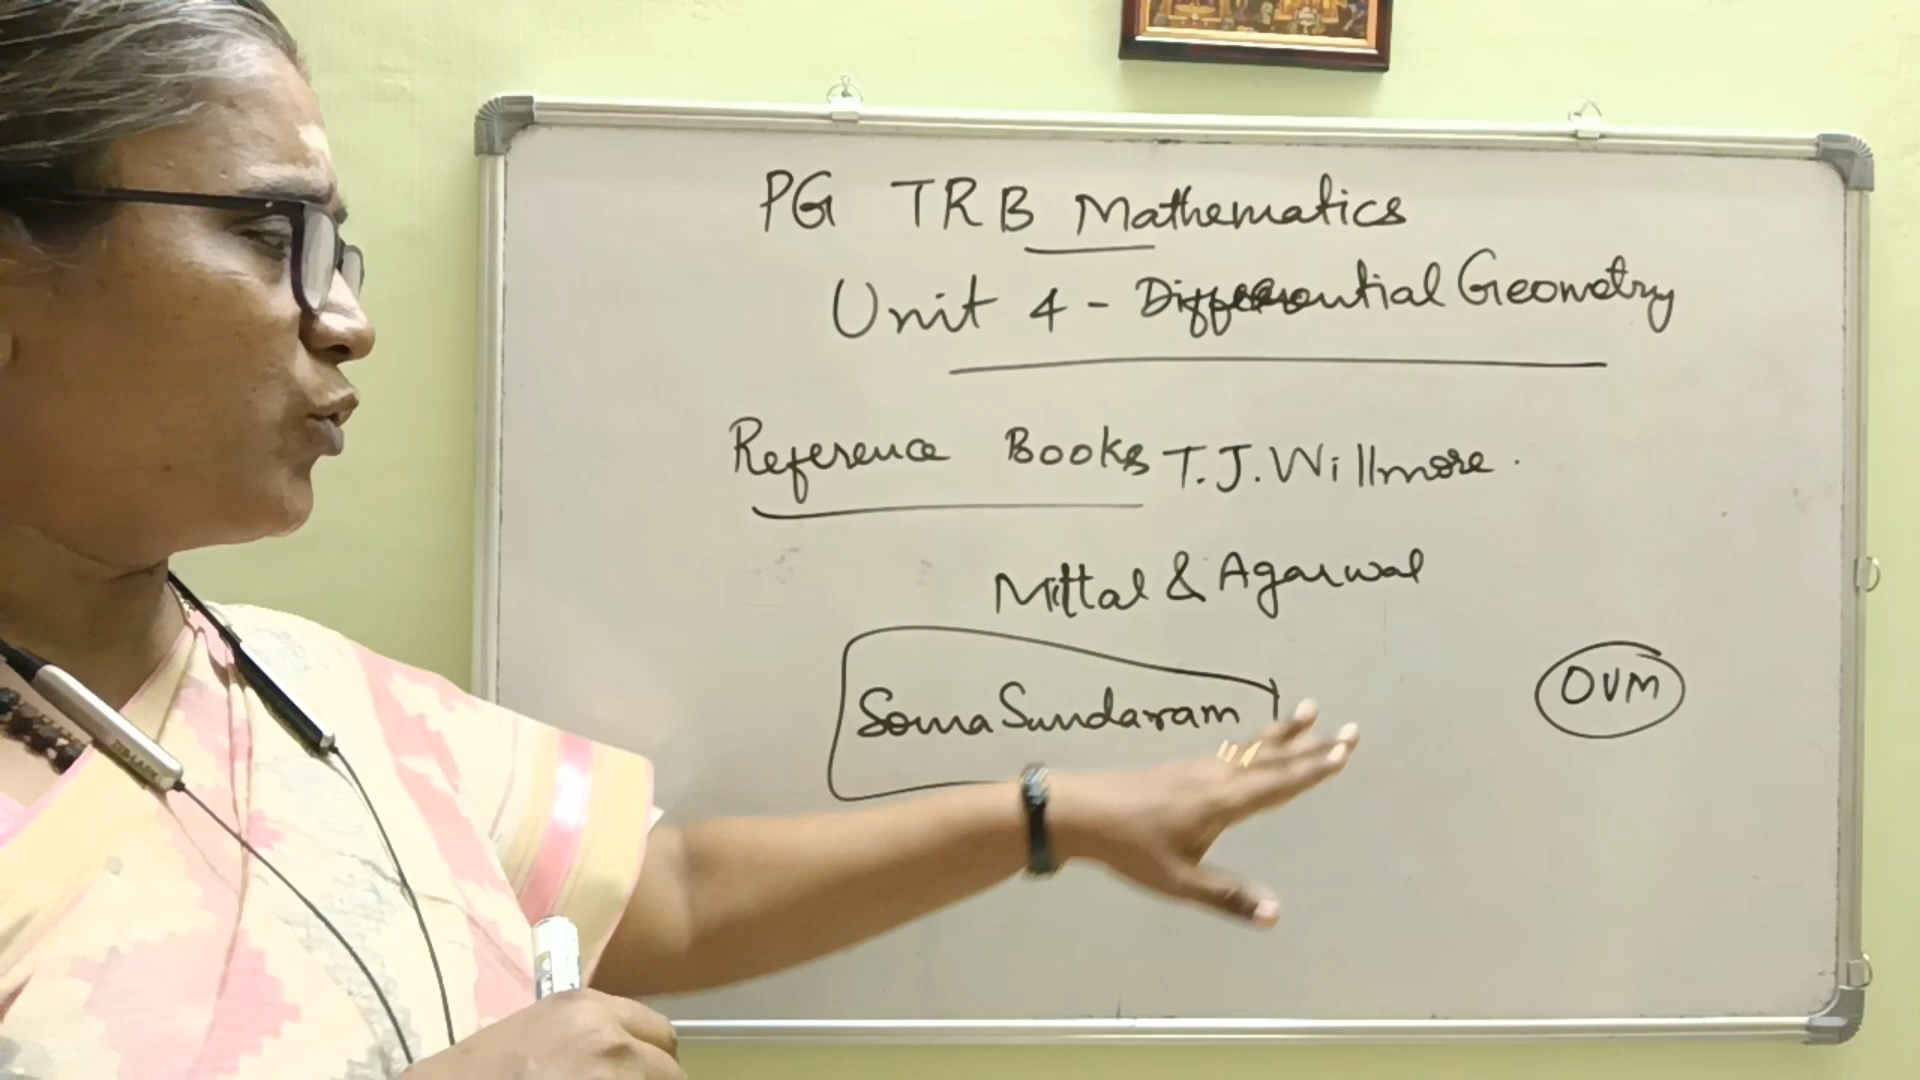 PG TRB Mathematics
Unit 4 - Differential Geometry
Reference Books T.J. Willmore.
Mittal & Agarwal
Soma Sundaram
OVM